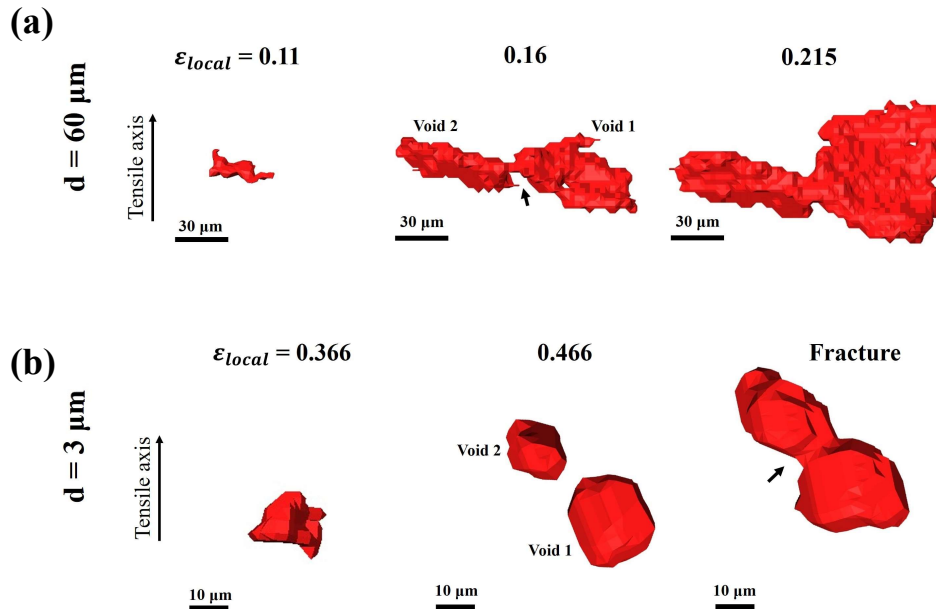 (a)
ε_local = 0.11
0.16
0.215
d = 60 μm
Tensile axis
Void 2
Void 1
30 μm
30 μm
30 μm
(b)
ε_local = 0.366
0.466
Fracture
d = 3 μm
Tensile axis
Void 2
Void 1
10 μm
10 μm
10 μm